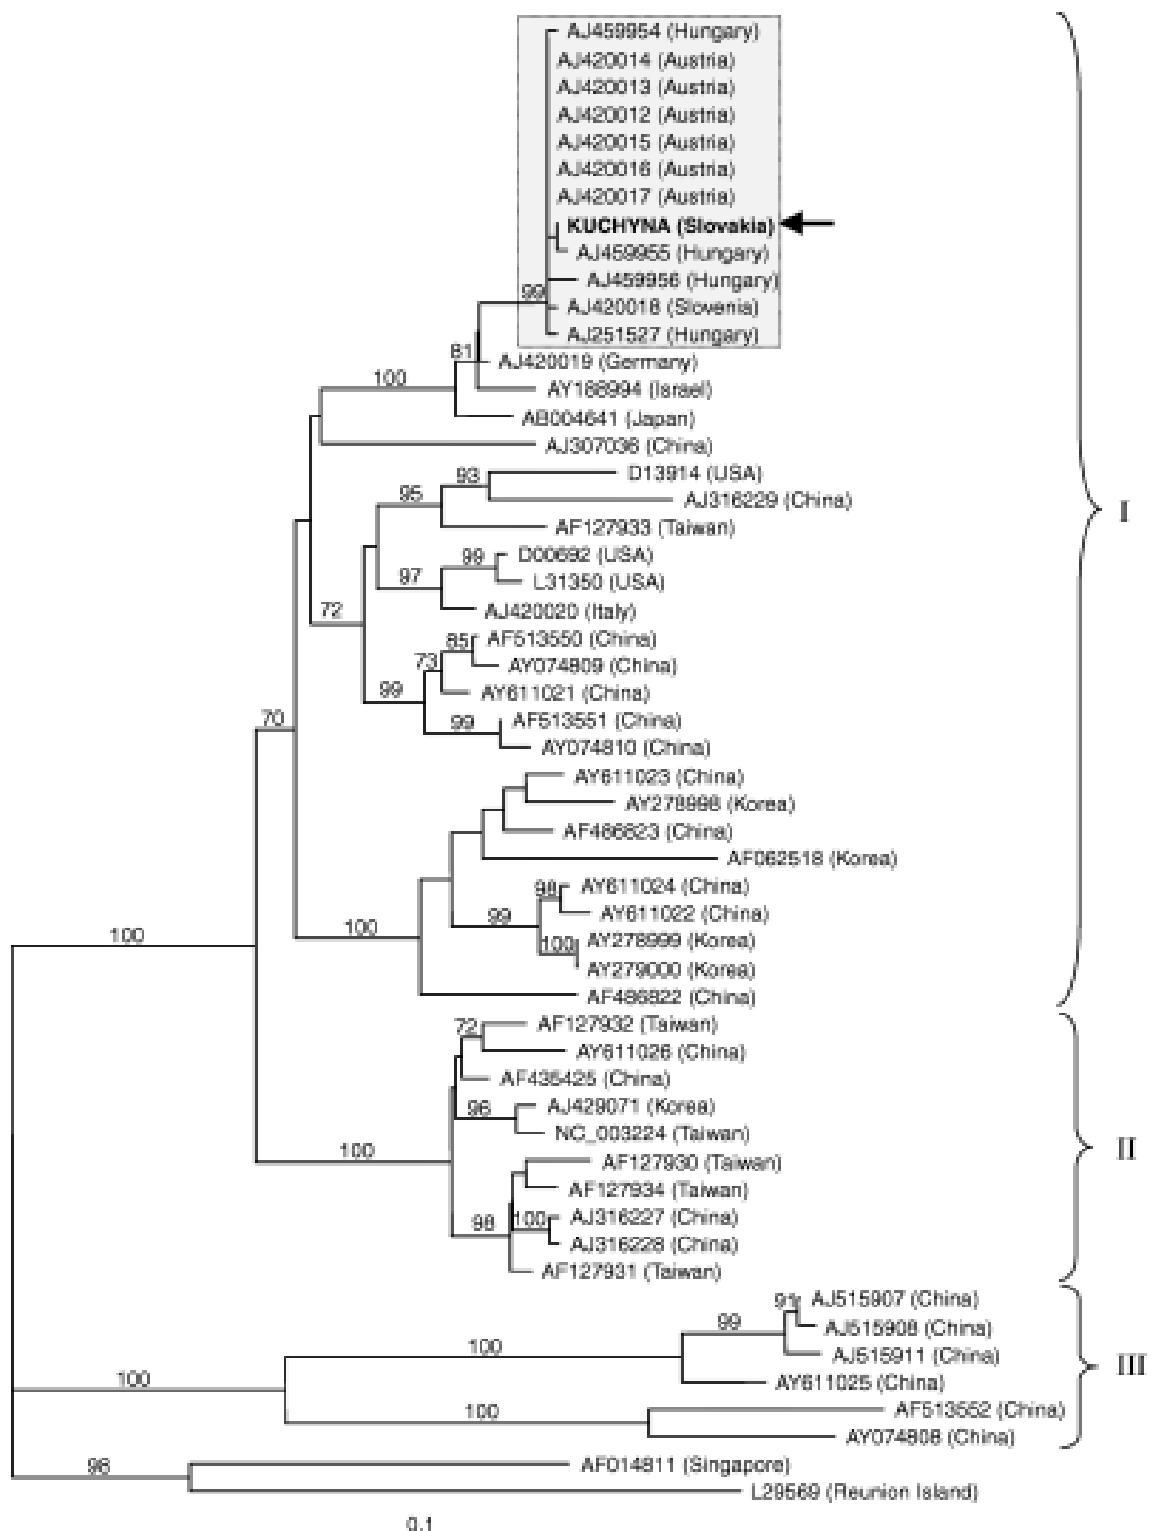 AJ459954 (Hungary)
AJ420014 (Austria)
AJ420013 (Austria)
AJ420012 (Austria)
AJ420015 (Austria)
AJ420016 (Austria)
AJ420017 (Austria)
KUCHYNA (Slovakia)
AJ459955 (Hungary)
AJ459956 (Hungary)
99
AJ420018 (Slovenia)
AJ251527 (Hungary)
81
AJ420019 (Germany)
100
AY188994 (Israel)
AB004641 (Japan)
AJ307036 (China)
93
D13914 (USA)
95
AJ316229 (China)
I
AF127933 (Taiwan)
99
D00692 (USA)
97
L31350 (USA)
72
AJ420020 (Italy)
85
AF513550 (China)
73
AY074809 (China)
99
AY611021 (China)
70
99
AF513551 (China)
AY074810 (China)
AY611023 (China)
AY278998 (Korea)
AF486823 (China)
AF062518 (Korea)
98
AY611024 (China)
99
AY611022 (China)
100
100
100
AY278999 (Korea)
AY279000 (Korea)
AF486822 (China)
72
AF127932 (Taiwan)
AY611026 (China)
AF435425 (China)
96
AJ429071 (Korea)
NC_003224 (Taiwan)
100
II
AF127930 (Taiwan)
AF127934 (Taiwan)
98
100
AJ316227 (China)
AJ316228 (China)
AF127931 (Taiwan)
91
AJ515907 (China)
99
AJ515908 (China)
100
AJ515911 (China)
III
100
AY611025 (China)
100
AF513552 (China)
AY074808 (China)
98
AF014811 (Singapore)
L29569 (Reunion Island)
0.1